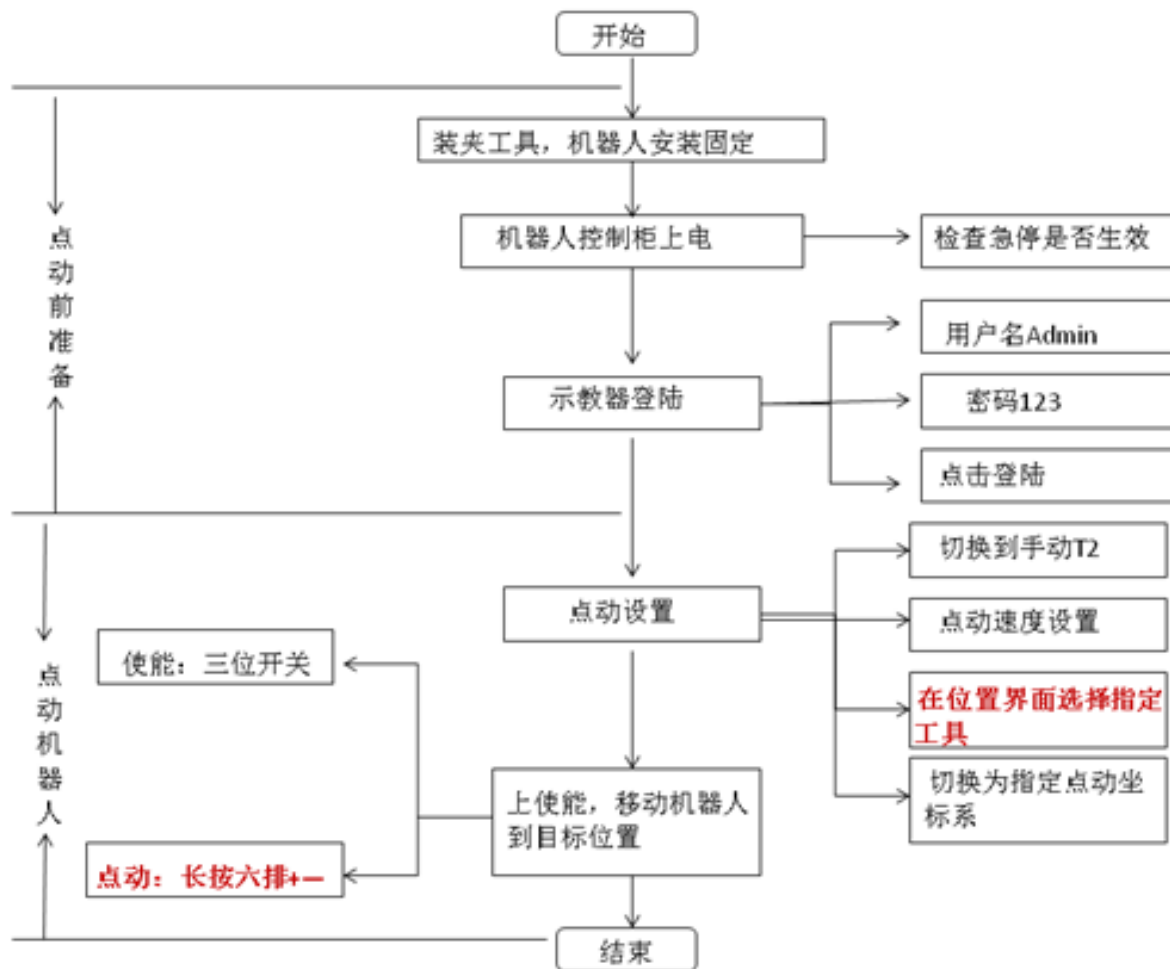 开始
装夹工具，机器人安装固定
机器人控制柜上电
检查急停是否生效
点动前准备
用户名Admin
示教器登陆
密码123
点击登陆
切换到手动T2
点动设置
点动速度设置
使能：三位开关
在位置界面选择指定
工具
点动机器人
上使能，移动机器人
到目标位置
切换为指定点动坐
标系
点动：长按六排+—
结束